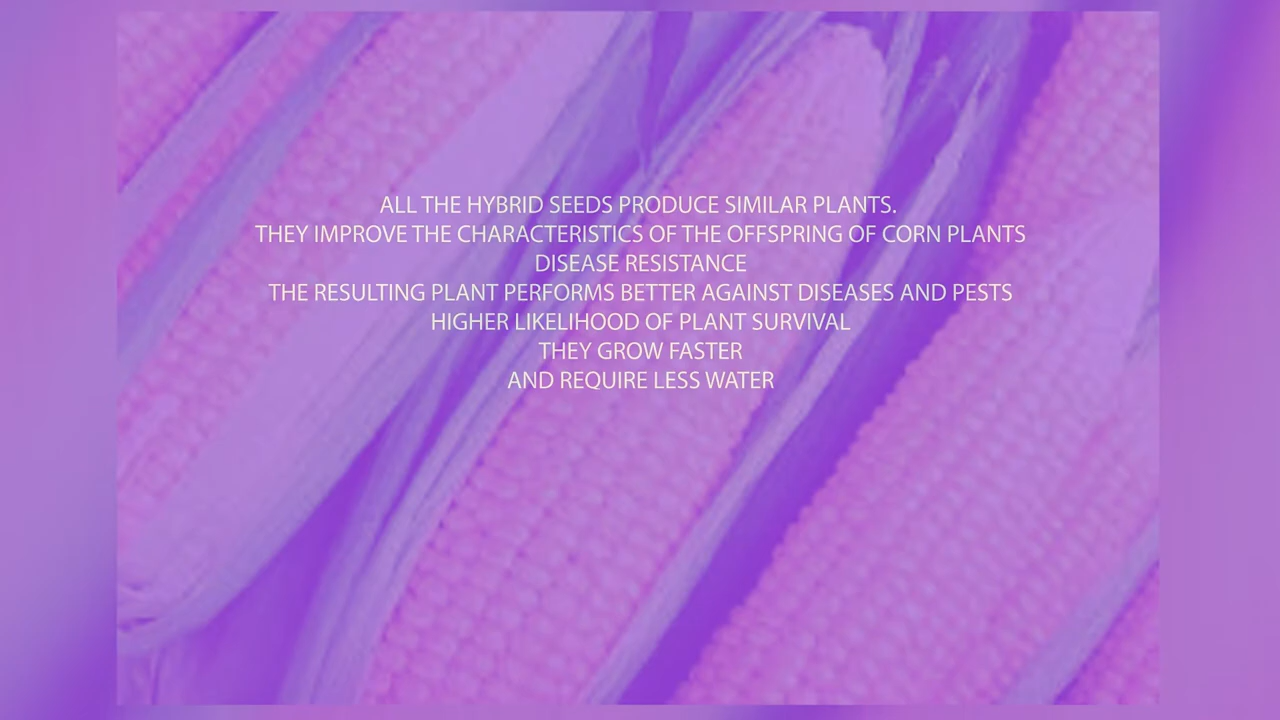 ALL THE HYBRID SEEDS PRODUCE SIMILAR PLANTS.
THEY IMPROVE THE CHARACTERISTICS OF THE OFFSPRING OF CORN PLANTS
DISEASE RESISTANCE
THE RESULTING PLANT PERFORMS BETTER AGAINST DISEASES AND PESTS
HIGHER LIKELIHOOD OF PLANT SURVIVAL
THEY GROW FASTER
AND REQUIRE LESS WATER